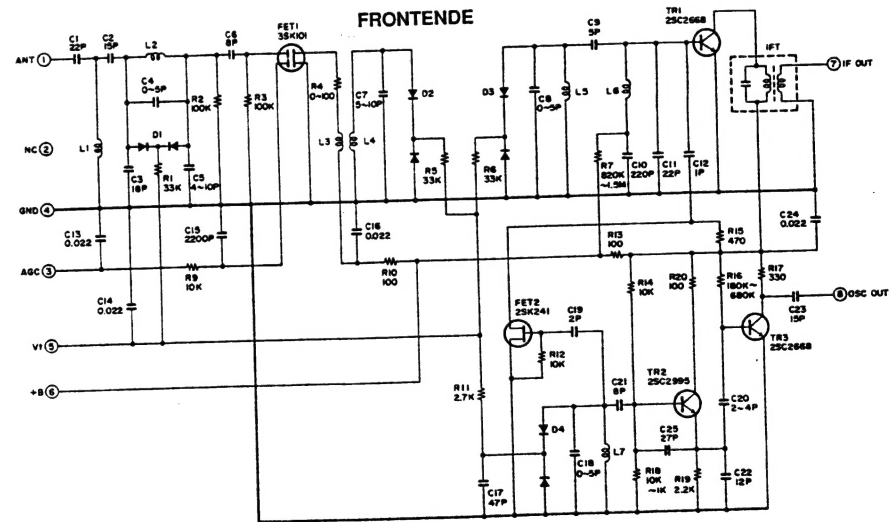 FRONTENDE
FET1
3SK101
TR1
2SC2668
C1
22P
C2
15P
L2
C6
8P
C9
5P
IFT
ANT ①
⑦ IF OUT
C4
0~5P
R2
100K
R3
100K
R4
0~100
C7
5~10P
D2
D3
C8
0~5P
L5
L6
NC ②
L1
D1
C3
18P
R1
33K
C5
4~10P
L3
L4
R5
33K
R6
33K
R7
820K
~1.5M
C10
220P
C11
22P
C12
1P
GND ④
C13
0.022
C15
2200P
C16
0.022
R13
100
R15
470
C24
0.022
AGC ③
R9
10K
R10
100
R14
10K
R20
100
R16
180K~
680K
R17
330
C14
0.022
FET2
2SK241
C19
2P
C23
15P
⑧ OSC OUT
Vt ⑤
R12
10K
TR3
2SC2668
+B ⑥
R11
2.7K
C21
8P
TR2
2SC2995
C20
2~4P
D4
C25
27P
C17
47P
C18
0~5P
L7
R18
10K
~1K
R19
2.2K
C22
12P